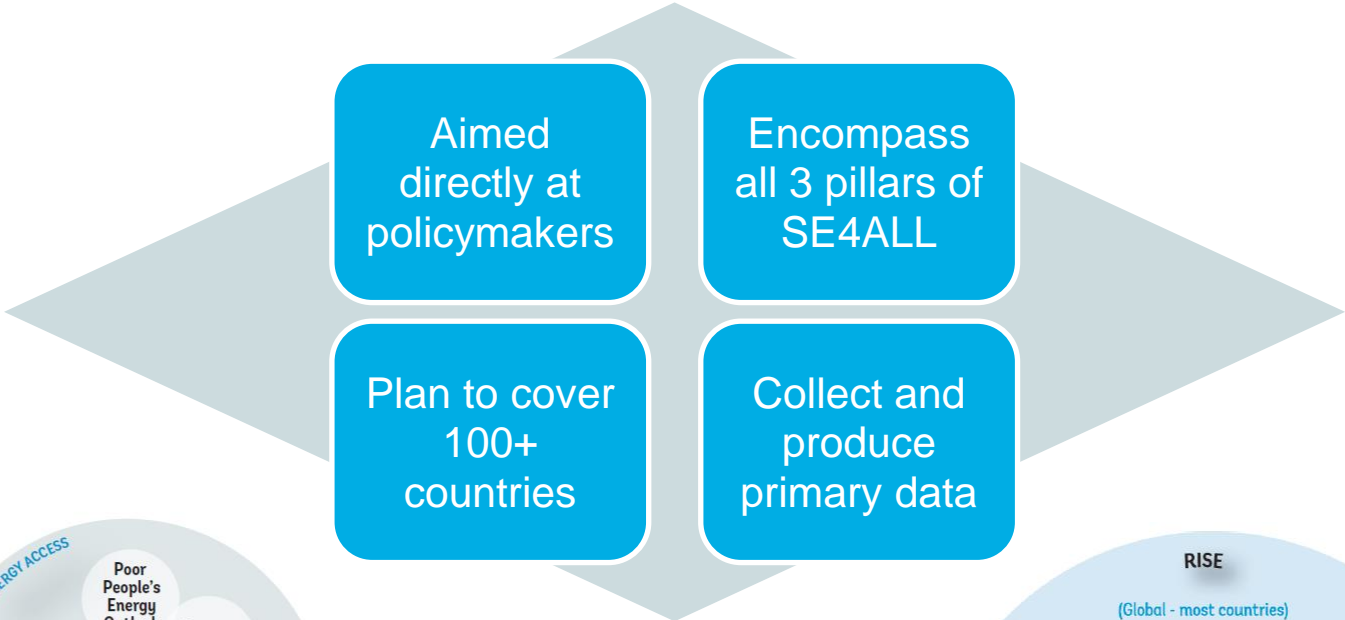 Aimed
directly at
policymakers
Encompass
all 3 pillars of
SE4ALL
Plan to cover
100+
countries
Collect and
produce
primary data
ACCESS
Poor
People's
Energy
RISE
(Global - most countries)